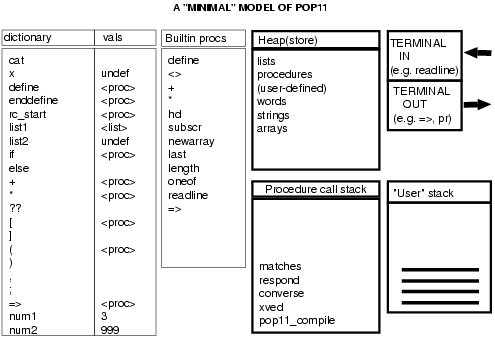 A "MINIMAL" MODEL OF POP11
dictionary vals
cat
x undef
define <proc>
enddefine <proc>
rc_start <proc>
list1 <list>
list2 undef
if <proc>
else
+ <proc>
* <proc>
??
[ <proc>
]
( <proc>
)
,
;
=> <proc>
num1 3
num2 999
Builtin procs
define
<>
+
*
hd
subscr
newarray
last
length
oneof
readline
=>
Heap(store)
lists
procedures
(user-defined)
words
strings
arrays
TERMINAL
IN
(e.g. readline)
TERMINAL
OUT
(e.g. =>, pr)
Procedure call stack
matches
respond
converse
xved
pop11_compile
"User" stack